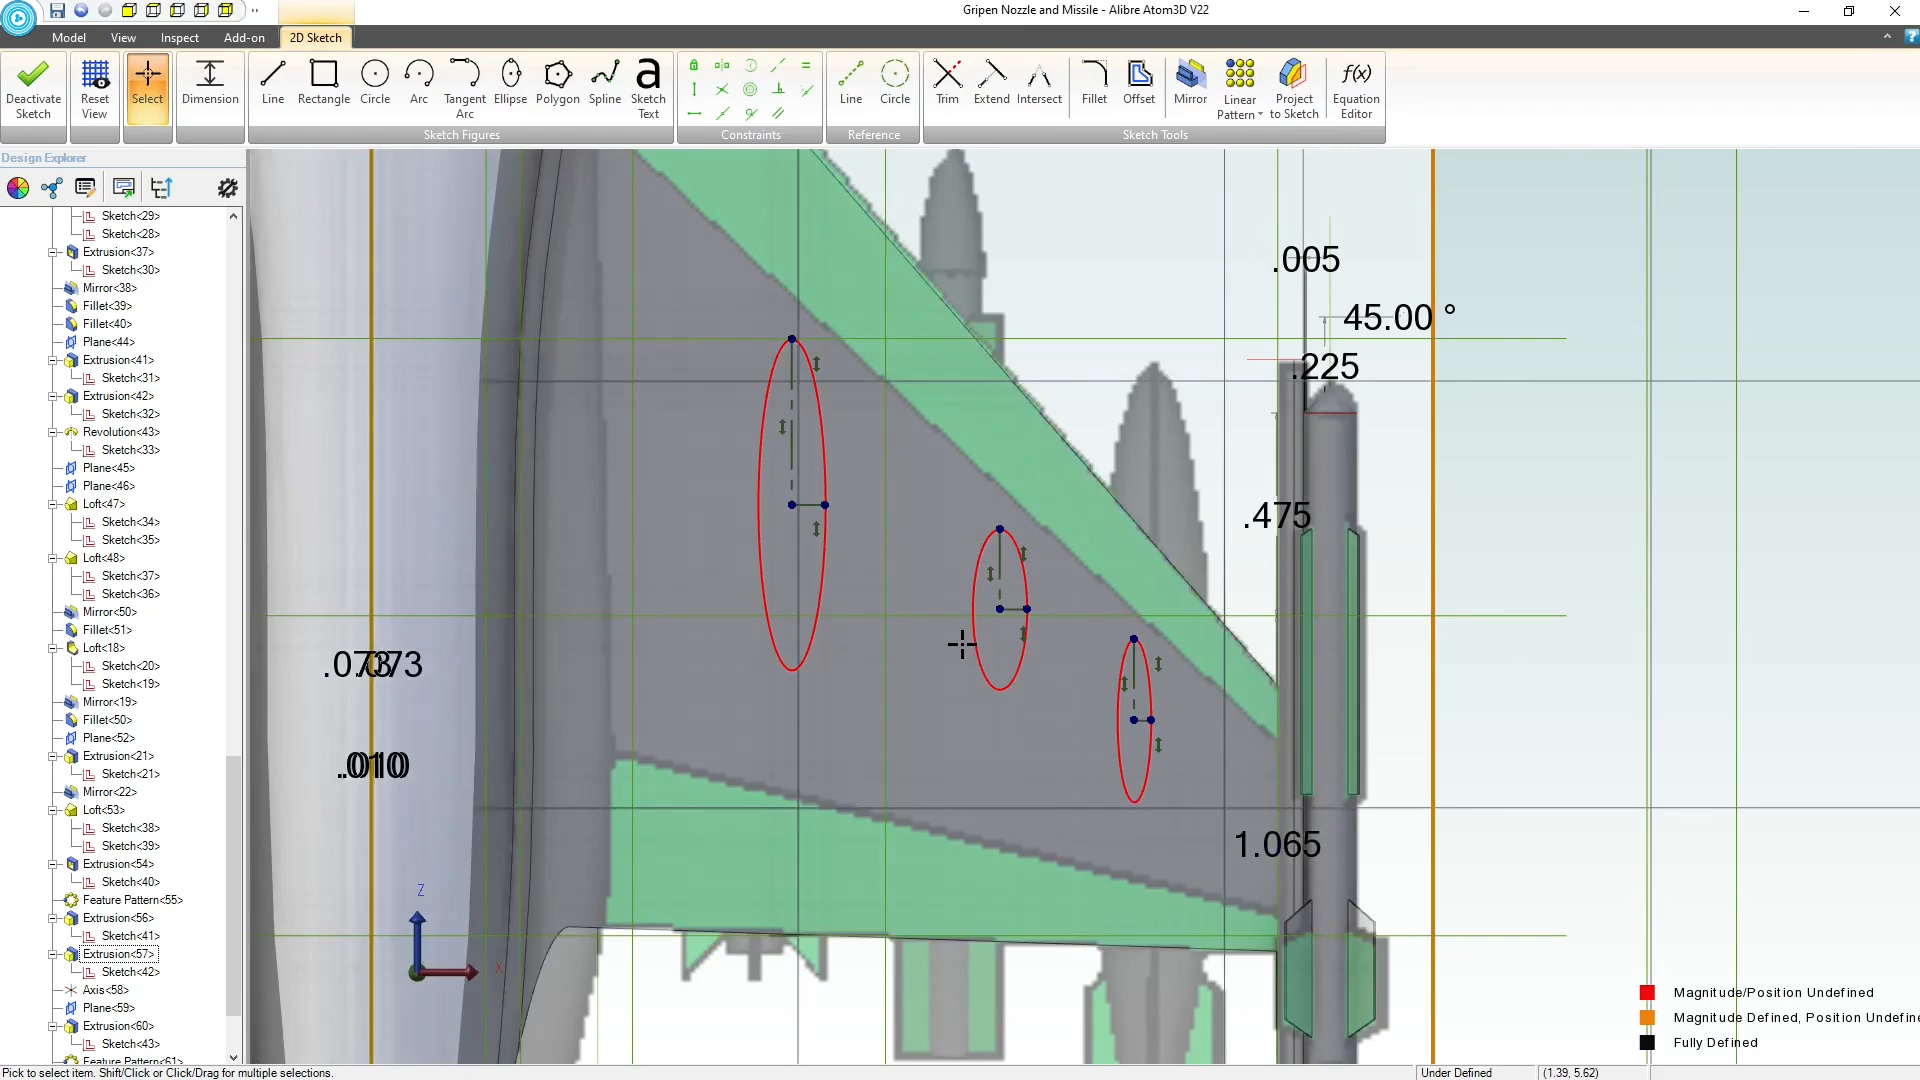 Gripen Nozzle and Missile - Alibre Atom3D V22
Model
View
Inspect
Add-on
2D Sketch
Deactivate Sketch
Reset View
Select
Dimension
Line
Rectangle
Circle
Arc
Tangent Arc
Ellipse
Polygon
Spline
a
Sketch Text
Line
Circle
Trim
Extend
Intersect
Fillet
Offset
Mirror
Linear Pattern
Project to Sketch
f(x)
Equation Editor
Sketch Figures
Constraints
Reference
Sketch Tools
Design Explorer
Sketch<29>
Sketch<28>
Extrusion<37>
Sketch<30>
Mirror<38>
Fillet<39>
Fillet<40>
Plane<44>
Extrusion<41>
Sketch<31>
Extrusion<42>
Sketch<32>
Revolution<43>
Sketch<33>
Plane<45>
Plane<46>
Loft<47>
Sketch<34>
Sketch<35>
Loft<48>
Sketch<37>
Sketch<36>
Mirror<50>
Fillet<51>
Loft<18>
Sketch<20>
Sketch<19>
Mirror<19>
Fillet<50>
Plane<52>
Extrusion<21>
Sketch<21>
Mirror<22>
Loft<53>
Sketch<38>
Sketch<39>
Extrusion<54>
Sketch<40>
Feature Pattern<55>
Extrusion<56>
Sketch<41>
Extrusion<57>
Sketch<42>
Axis<58>
Plane<59>
Extrusion<60>
Sketch<43>
Feature Pattern<61>
.005
45.00 °
.225
.475
1.065
Z
X
Magnitude/Position Undefined
Magnitude Defined, Position Undefine
Fully Defined
Pick to select item. Shift/Click or Click/Drag for multiple selections.
Under Defined
(1.39, 5.62)